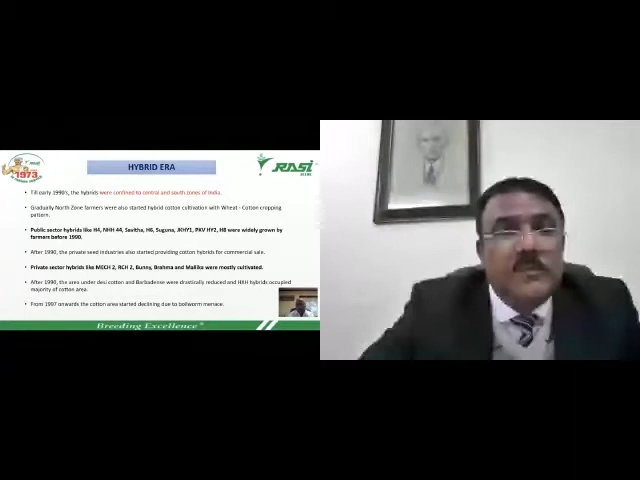 1973
HYBRID ERA
RASI
SEEDS
• Till early 1990's, the hybrids were confined to central and south zones of India.
• Gradually North Zone farmers were also started hybrid cotton cultivation with Wheat - Cotton cropping
pattern.
• Public sector hybrids like H4, NHH 44, Savitha, H6, Suguna, JKHY1, PKV HY2, H8 were widely grown by
farmers before 1990.
• After 1990, the private seed industries also started providing cotton hybrids for commercial sale.
• Private sector hybrids like MECH 2, RCH 2, Bunny, Brahma and Mallika were mostly cultivated.
• After 1990, the area under desi cotton and Barbadense were drastically reduced and HXH hybrids occupied
majority of cotton area.
• From 1997 onwards the cotton area started declining due to bollworm menace.
Breeding Excellence